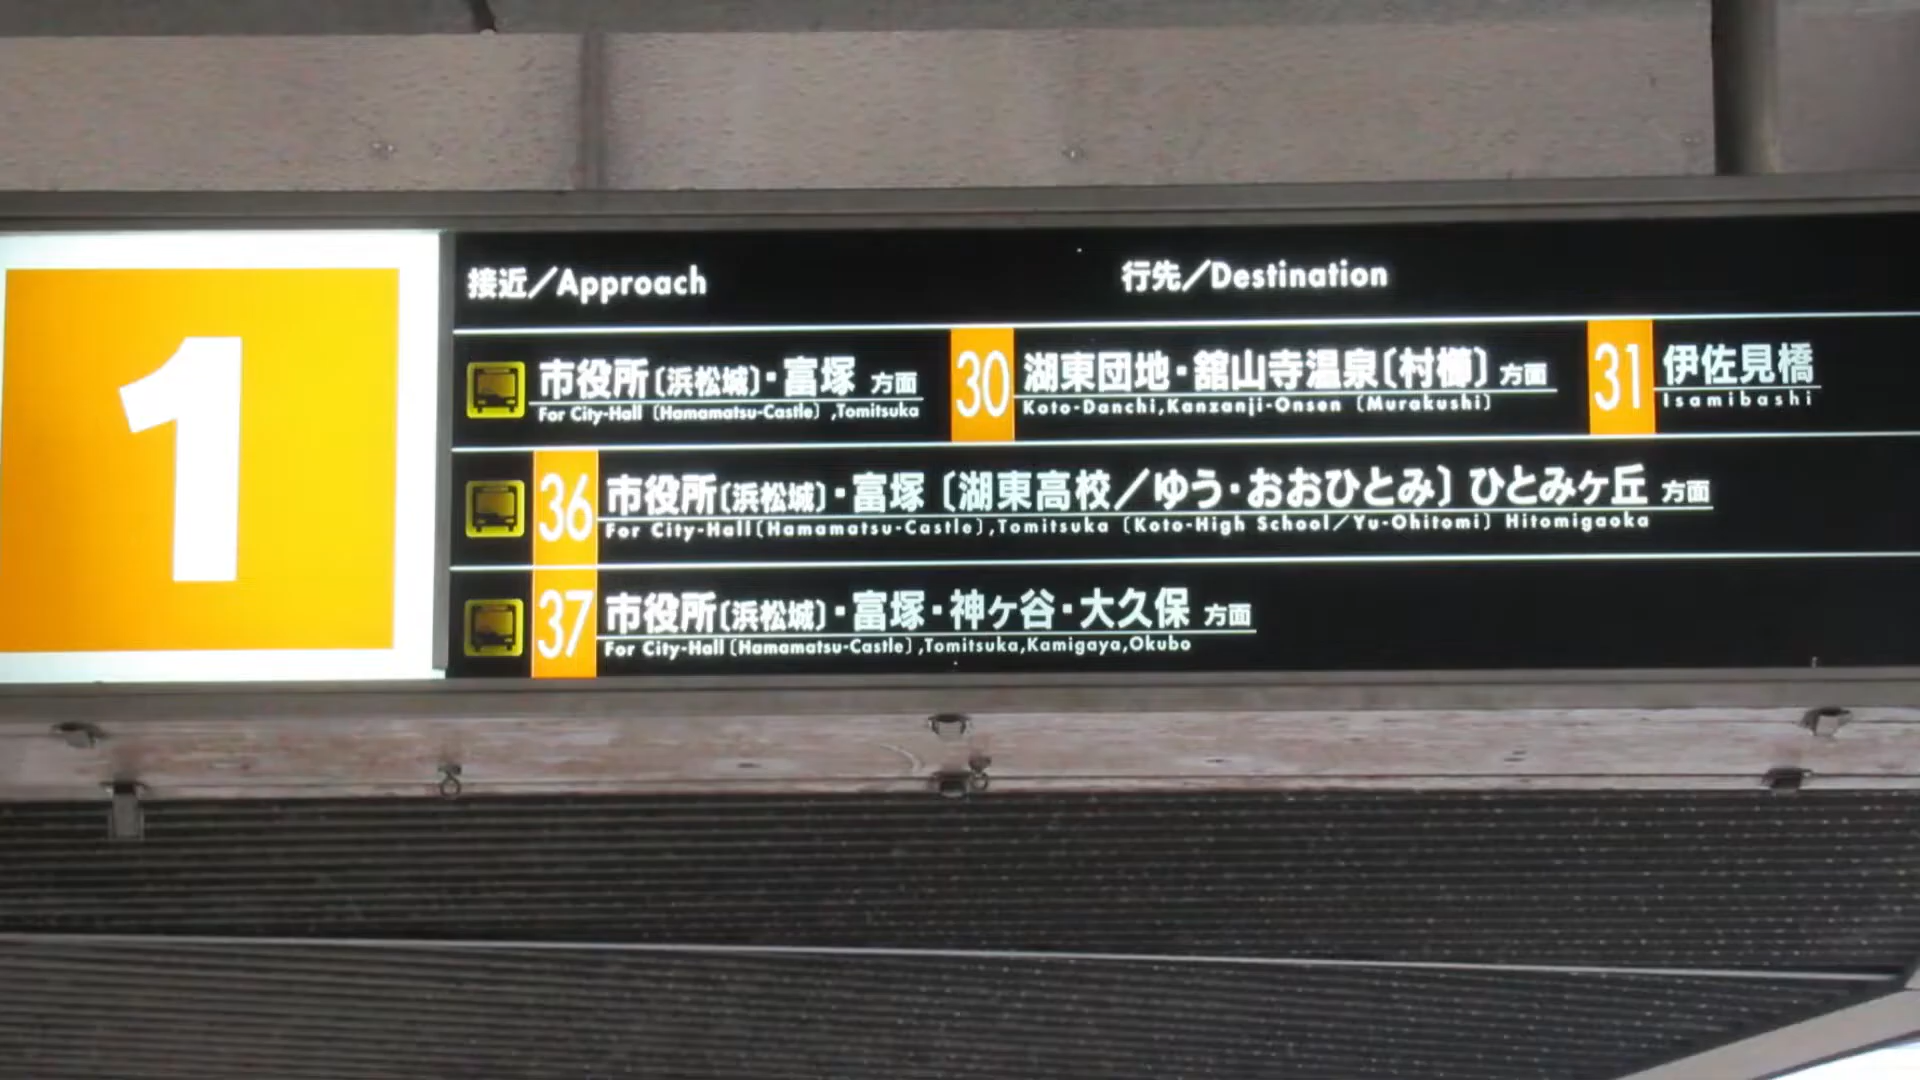 1
接近／Approach 行先／Destination
市役所〔浜松城〕・富塚 方面 30 湖東団地・舘山寺温泉〔村櫛〕方面 31 伊佐見橋
For City-Hall〔Hamamatsu-Castle〕,Tomitsuka Koto-Danchi,Kanzanji-Onsen〔Murakushi〕 Isamibashi
36 市役所〔浜松城〕・富塚〔湖東高校／ゆう・おおひとみ〕ひとみヶ丘 方面
For City-Hall〔Hamamatsu-Castle〕,Tomitsuka〔Koto-High School／Yu-Ohitomi〕Hitomigaoka
37 市役所〔浜松城〕・富塚・神ヶ谷・大久保 方面
For City-Hall〔Hamamatsu-Castle〕,Tomitsuka,Kamigaya,Okubo